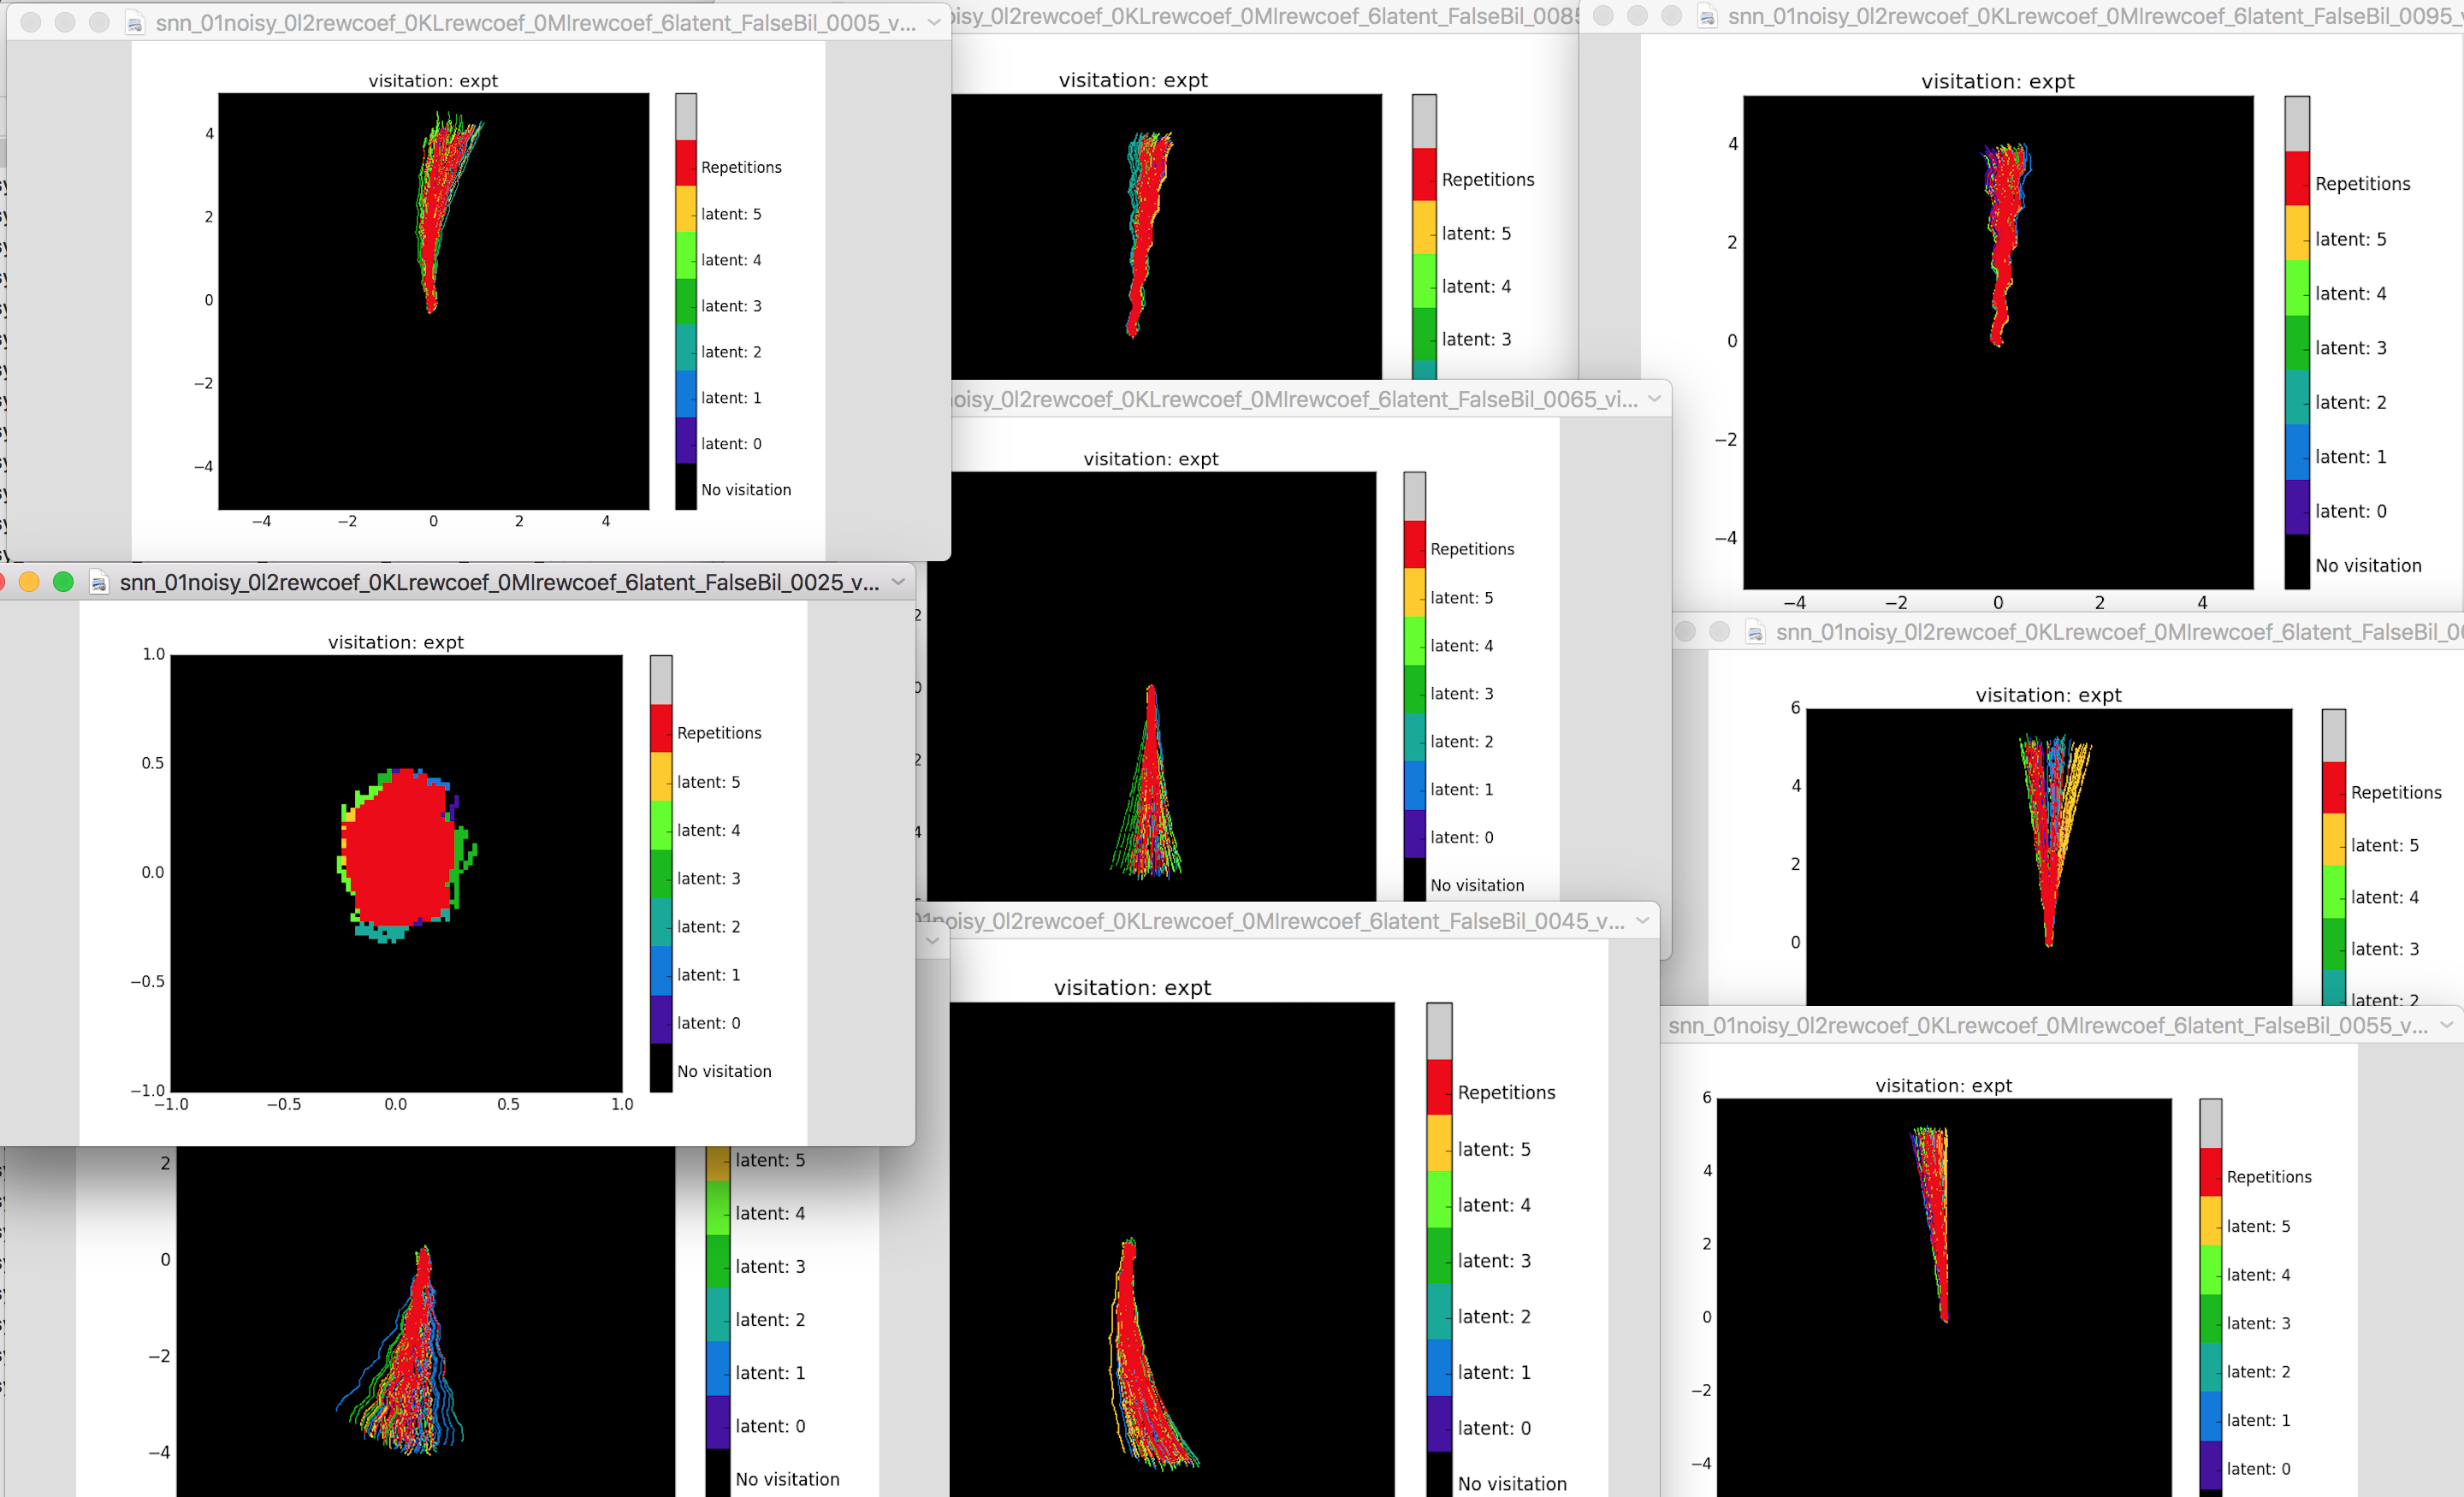 snn_01noisy_0l2rewcoef_0KLrewcoef_0MIrewcoef_6latent_FalseBil_0005_v...
visitation: expt
4
2
0
−2
−4
−4 −2 0 2 4
Repetitions
latent: 5
latent: 4
latent: 3
latent: 2
latent: 1
latent: 0
No visitation
isy_0l2rewcoef_0KLrewcoef_0MIrewcoef_6latent_FalseBil_0085
visitation: expt
Repetitions
latent: 5
latent: 4
latent: 3
snn_01noisy_0l2rewcoef_0KLrewcoef_0MIrewcoef_6latent_FalseBil_0095_v
visitation: expt
4
2
0
−2
−4
−4 −2 0 2 4
Repetitions
latent: 5
latent: 4
latent: 3
latent: 2
latent: 1
latent: 0
No visitation
oisy_0l2rewcoef_0KLrewcoef_0MIrewcoef_6latent_FalseBil_0065_vi...
visitation: expt
2
0
2
4
Repetitions
latent: 5
latent: 4
latent: 3
latent: 2
latent: 1
latent: 0
No visitation
snn_01noisy_0l2rewcoef_0KLrewcoef_0MIrewcoef_6latent_FalseBil_0025_v...
visitation: expt
1.0
0.5
0.0
−0.5
−1.0
−1.0 −0.5 0.0 0.5 1.0
Repetitions
latent: 5
latent: 4
latent: 3
latent: 2
latent: 1
latent: 0
No visitation
snn_01noisy_0l2rewcoef_0KLrewcoef_0MIrewcoef_6latent_FalseBil_0
visitation: expt
6
4
2
0
Repetitions
latent: 5
latent: 4
latent: 3
latent: 2
2
0
−2
−4
latent: 5
latent: 4
latent: 3
latent: 2
latent: 1
latent: 0
No visitation
1noisy_0l2rewcoef_0KLrewcoef_0MIrewcoef_6latent_FalseBil_0045_v...
visitation: expt
Repetitions
latent: 5
latent: 4
latent: 3
latent: 2
latent: 1
latent: 0
No visitation
snn_01noisy_0l2rewcoef_0KLrewcoef_0MIrewcoef_6latent_FalseBil_0055_v...
visitation: expt
6
4
2
0
−2
−4
Repetitions
latent: 5
latent: 4
latent: 3
latent: 2
latent: 1
latent: 0